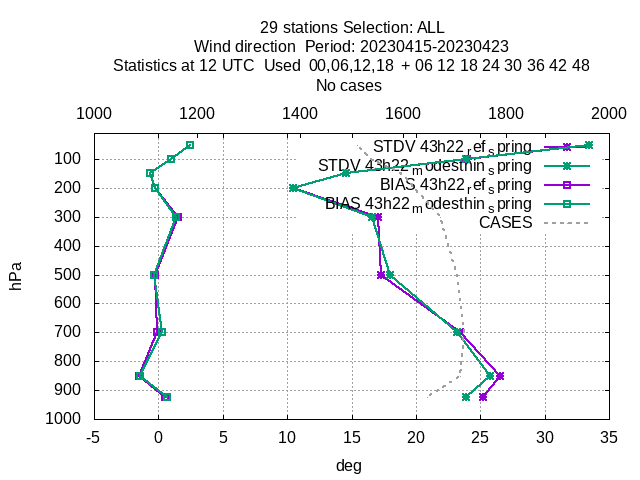 29 stations Selection: ALL
Wind direction  Period: 20230415-20230423
Statistics at 12 UTC  Used  00,06,12,18  + 06 12 18 24 30 36 42 48
No cases
1000 1200 1400 1600 1800 2000
STDV 43h22_ref_spring
STDV 43h22_modesthin_spring
BIAS 43h22_ref_spring
BIAS 43h22_modesthin_spring
CASES
hPa
100
200
300
400
500
600
700
800
900
1000
-5 0 5 10 15 20 25 30 35
deg